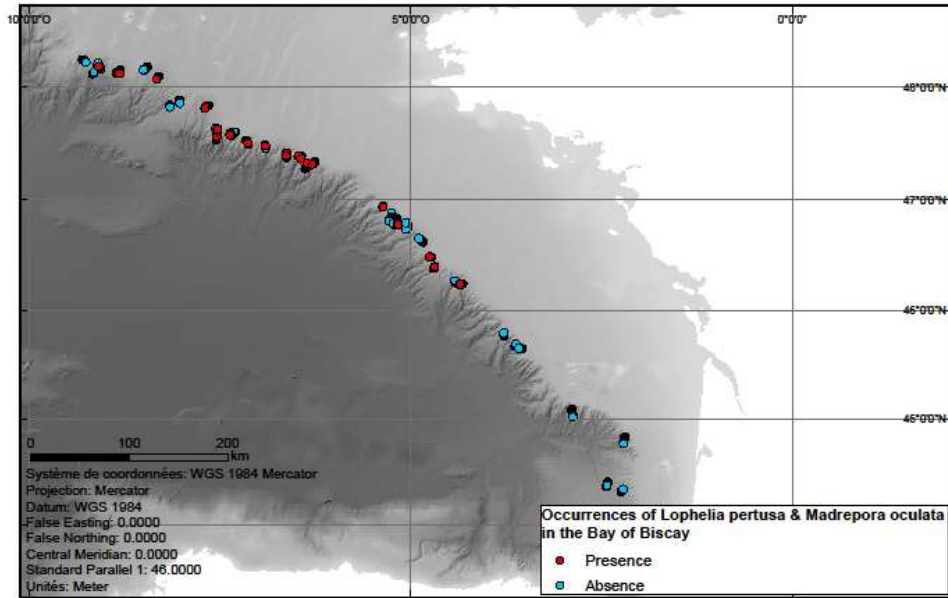 10°0'0"O
5°0'0"O
0°0'0"
48°0'0"N
47°0'0"N
46°0'0"N
45°0'0"N
0 100 200
km
Système de coordonnées: WGS 1984 Mercator
Projection: Mercator
Datum: WGS 1984
False Easting: 0.0000
False Northing: 0.0000
Central Meridian: 0.0000
Standard Parallel 1: 46.0000
Unités: Meter
Occurrences of Lophelia pertusa & Madrepora oculata
in the Bay of Biscay
Presence
Absence